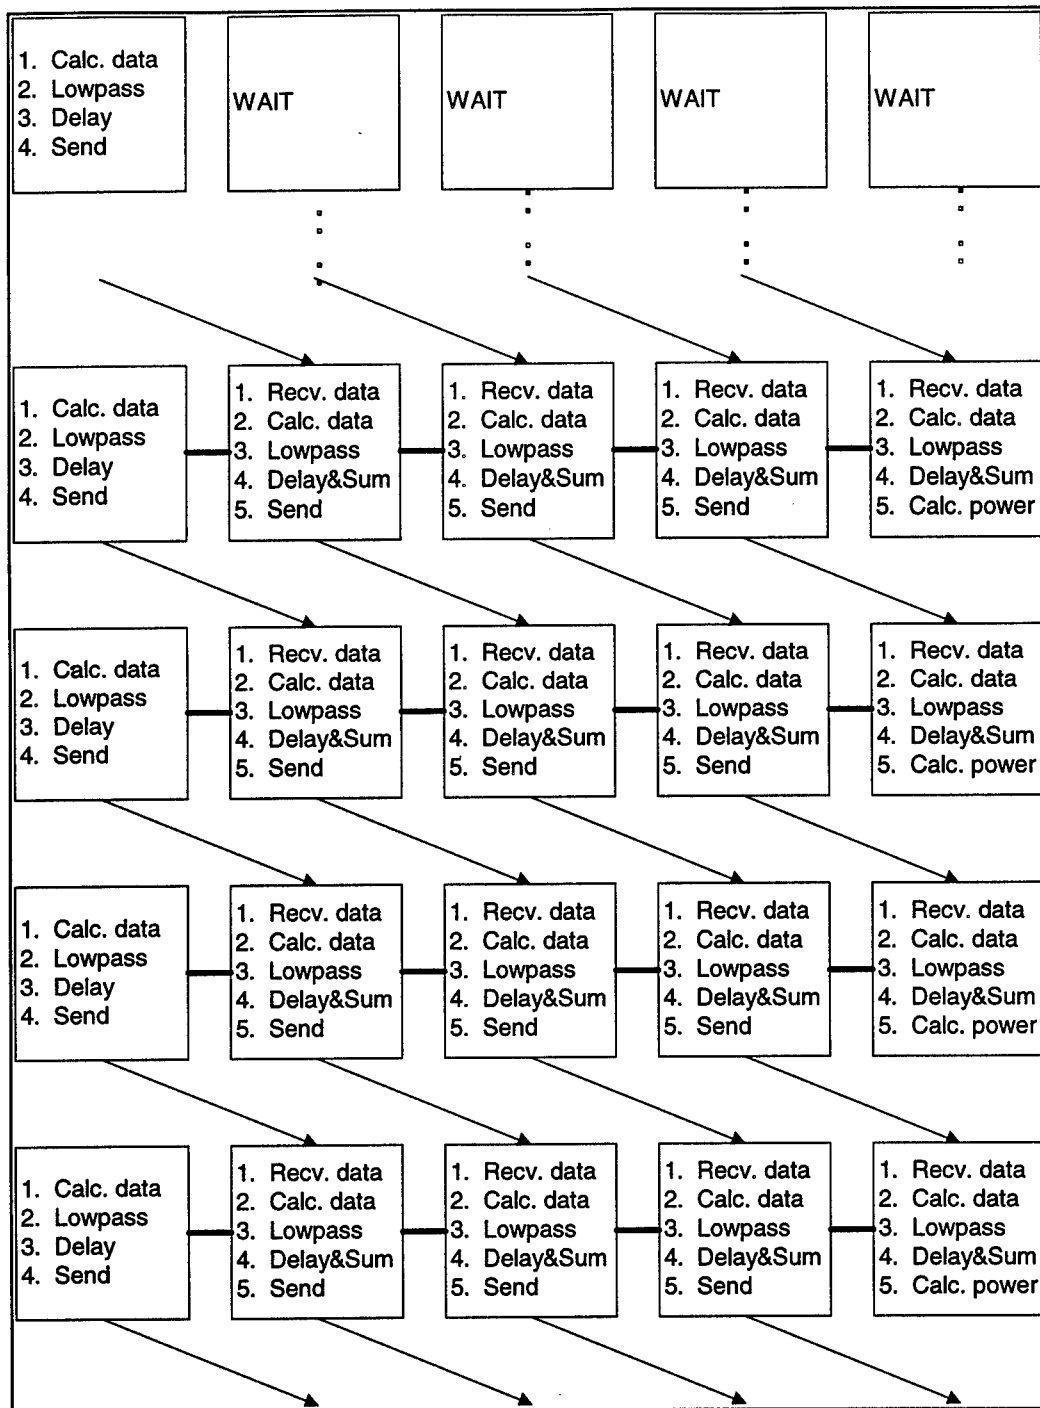 1. Calc. data
2. Lowpass
3. Delay
4. Send
WAIT
WAIT
WAIT
WAIT
1. Calc. data
2. Lowpass
3. Delay
4. Send
1. Recv. data
2. Calc. data
3. Lowpass
4. Delay&Sum
5. Send
1. Recv. data
2. Calc. data
3. Lowpass
4. Delay&Sum
5. Send
1. Recv. data
2. Calc. data
3. Lowpass
4. Delay&Sum
5. Send
1. Recv. data
2. Calc. data
3. Lowpass
4. Delay&Sum
5. Calc. power
1. Calc. data
2. Lowpass
3. Delay
4. Send
1. Recv. data
2. Calc. data
3. Lowpass
4. Delay&Sum
5. Send
1. Recv. data
2. Calc. data
3. Lowpass
4. Delay&Sum
5. Send
1. Recv. data
2. Calc. data
3. Lowpass
4. Delay&Sum
5. Send
1. Recv. data
2. Calc. data
3. Lowpass
4. Delay&Sum
5. Calc. power
1. Calc. data
2. Lowpass
3. Delay
4. Send
1. Recv. data
2. Calc. data
3. Lowpass
4. Delay&Sum
5. Send
1. Recv. data
2. Calc. data
3. Lowpass
4. Delay&Sum
5. Send
1. Recv. data
2. Calc. data
3. Lowpass
4. Delay&Sum
5. Send
1. Recv. data
2. Calc. data
3. Lowpass
4. Delay&Sum
5. Calc. power
1. Calc. data
2. Lowpass
3. Delay
4. Send
1. Recv. data
2. Calc. data
3. Lowpass
4. Delay&Sum
5. Send
1. Recv. data
2. Calc. data
3. Lowpass
4. Delay&Sum
5. Send
1. Recv. data
2. Calc. data
3. Lowpass
4. Delay&Sum
5. Send
1. Recv. data
2. Calc. data
3. Lowpass
4. Delay&Sum
5. Calc. power